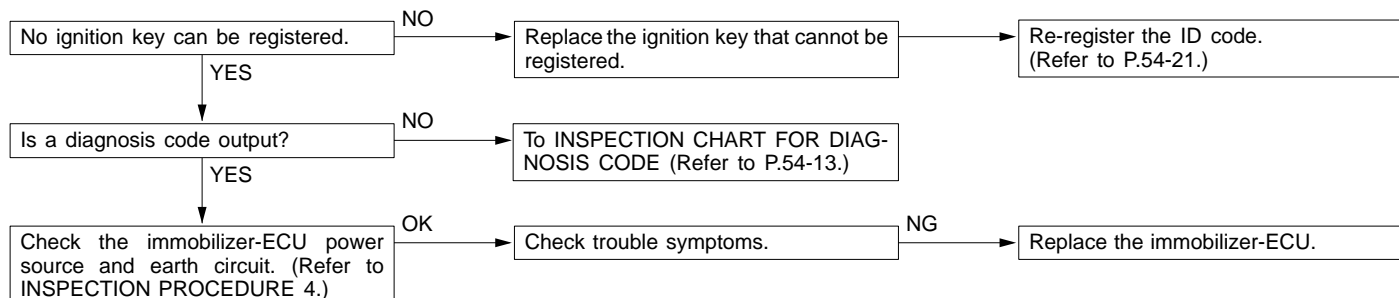 No ignition key can be registered.
NO
Replace the ignition key that cannot be
registered.
Re-register the ID code.
(Refer to P.54-21.)
YES
Is a diagnosis code output?
NO
To INSPECTION CHART FOR DIAG-
NOSIS CODE (Refer to P.54-13.)
YES
Check the immobilizer-ECU power
source and earth circuit. (Refer to
INSPECTION PROCEDURE 4.)
OK
Check trouble symptoms.
NG
Replace the immobilizer-ECU.